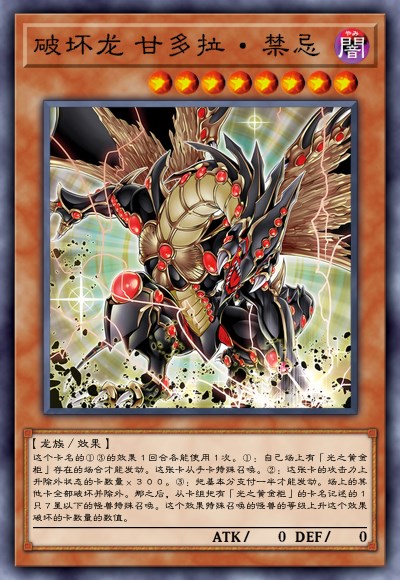 破坏龙 甘多拉・禁忌
やみ
闇
【龙族／效果】
这个卡名的①③的效果1回合各能使用1次。①：自己场上有「光之黄金
柜」存在的场合才能发动。这张卡从手卡特殊召唤。②：这张卡的攻击力上
升除外状态的卡数量×300。③：把基本分支付一半才能发动。场上的其
他卡全部破坏并除外。那之后，从卡组把有「光之黄金柜」的卡名记述的1
只7星以下的怪兽特殊召唤。这个效果特殊召唤的怪兽的等级上升这个效果
破坏的卡数量的数值。
ATK/ 0 DEF/ 0